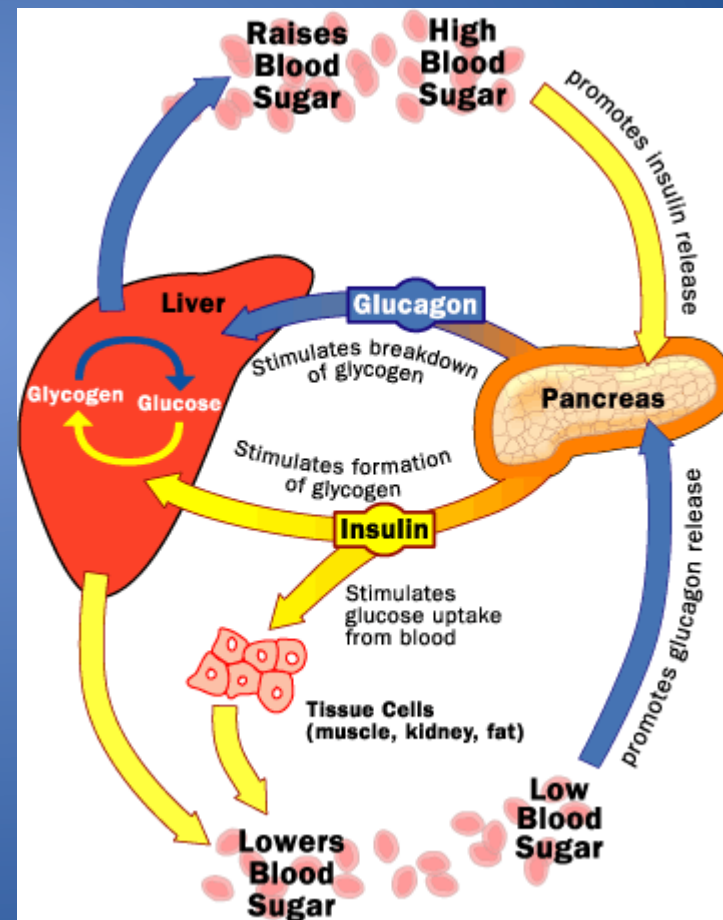 Raises
Blood
Sugar
High
Blood
Sugar
promotes insulin release
Liver
Glucagon
Stimulates breakdown
of glycogen
Glycogen
Glucose
Pancreas
Stimulates formation
of glycogen
Insulin
Stimulates
glucose uptake
from blood
promotes glucagon release
Tissue Cells
(muscle, kidney, fat)
Low
Blood
Sugar
Lowers
Blood
Sugar